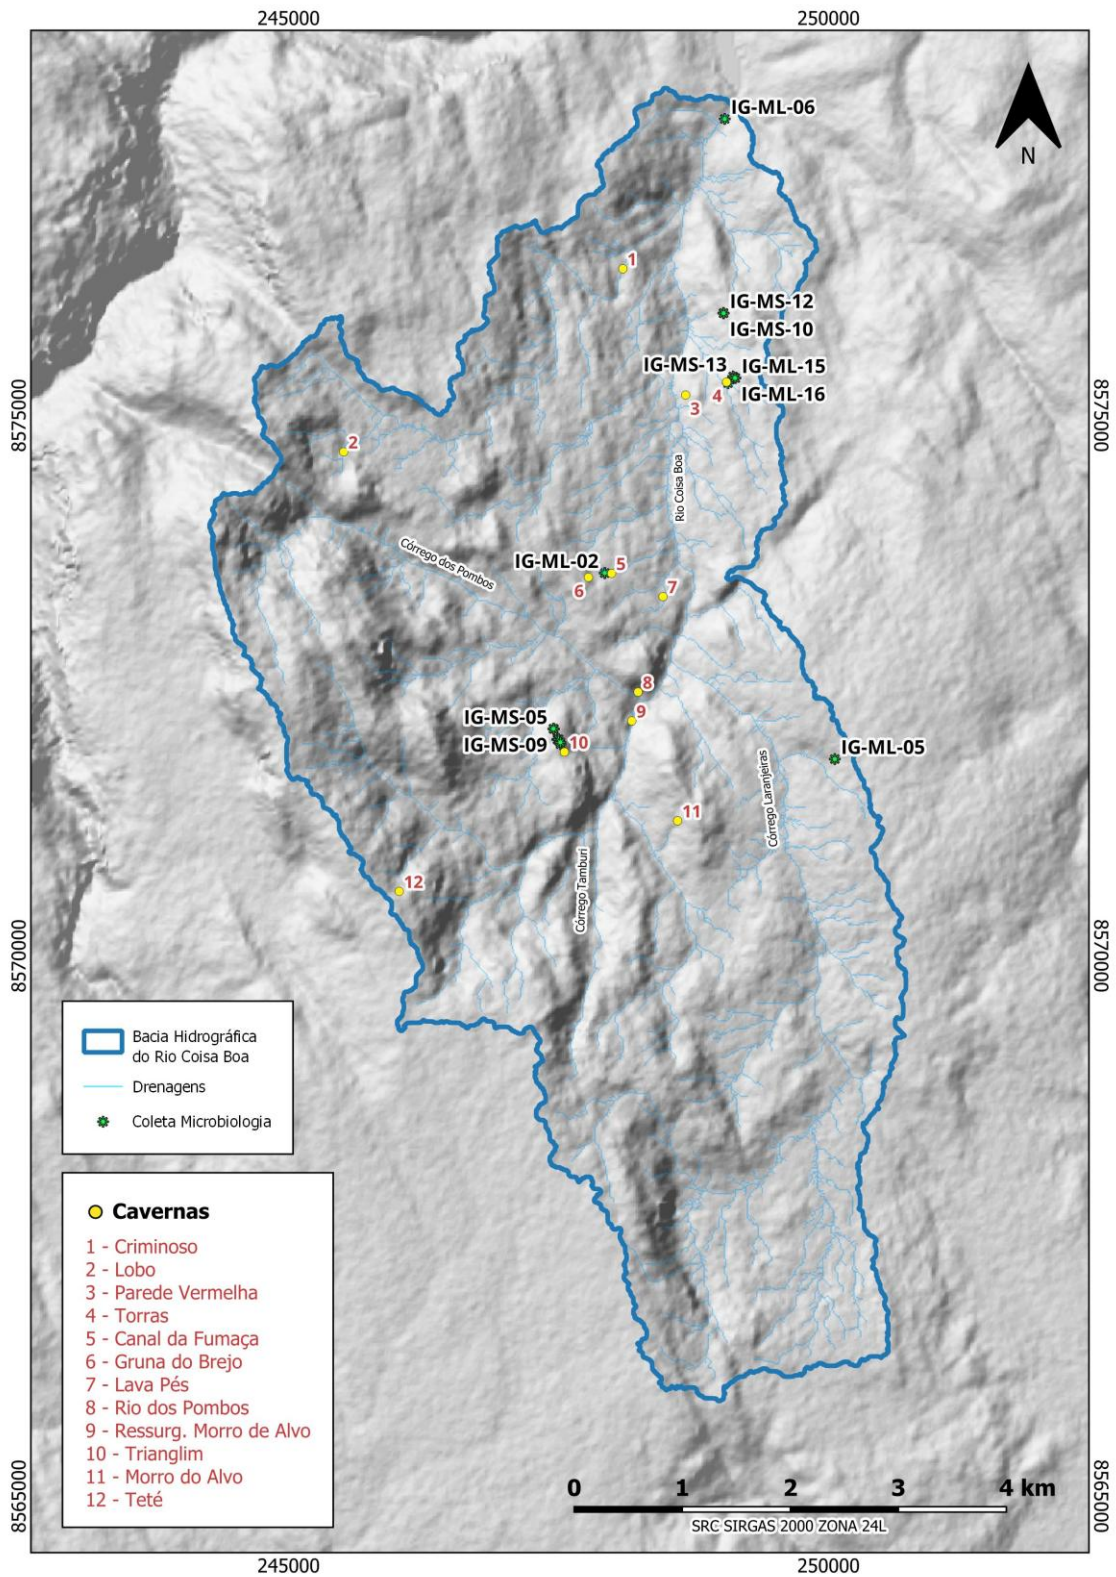 245000
250000
IG-ML-06
N
1
IG-MS-12
IG-MS-10
IG-MS-13
IG-ML-15
IG-ML-16
4
3
8575000
8575000
2
Rio Coisa Boa
Córrego dos Pombos
IG-ML-02
5
6
7
8
9
IG-MS-05
IG-MS-09
10
IG-ML-05
Córrego Laranjeiras
11
Córrego Tamburi
12
8570000
8570000
Bacia Hidrográfica
do Rio Coisa Boa
Drenagens
Coleta Microbiologia
Cavernas
1 - Criminoso
2 - Lobo
3 - Parede Vermelha
4 - Torras
5 - Canal da Fumaça
6 - Gruna do Brejo
7 - Lava Pés
8 - Rio dos Pombos
9 - Ressurg. Morro de Alvo
10 - Trianglim
11 - Morro do Alvo
12 - Teté
8565000
8565000
0 1 2 3 4 km
SRC SIRGAS 2000 ZONA 24L
245000
250000